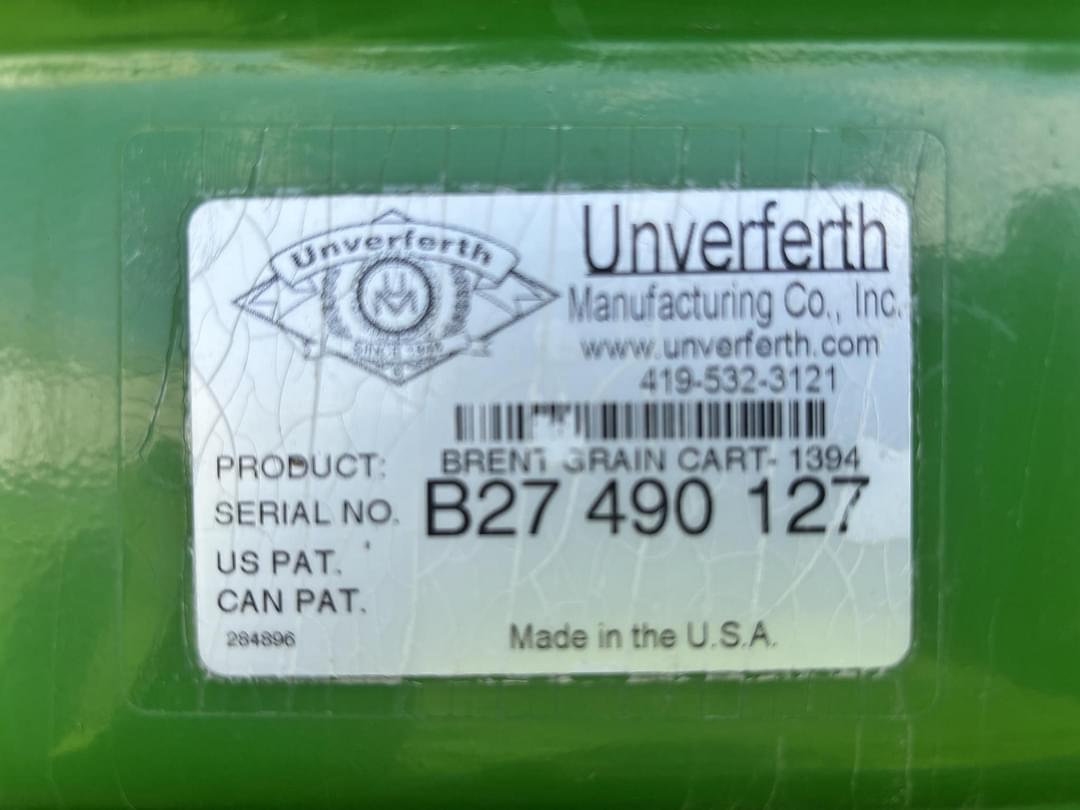 Unverferth
UM
Unverferth
Manufacturing Co., Inc.
www.unverferth.com
419-532-3121
PRODUCT: BRENT GRAIN CART- 1394
SERIAL NO. B27 490 127
US PAT.
CAN PAT.
284896 Made in the U.S.A.